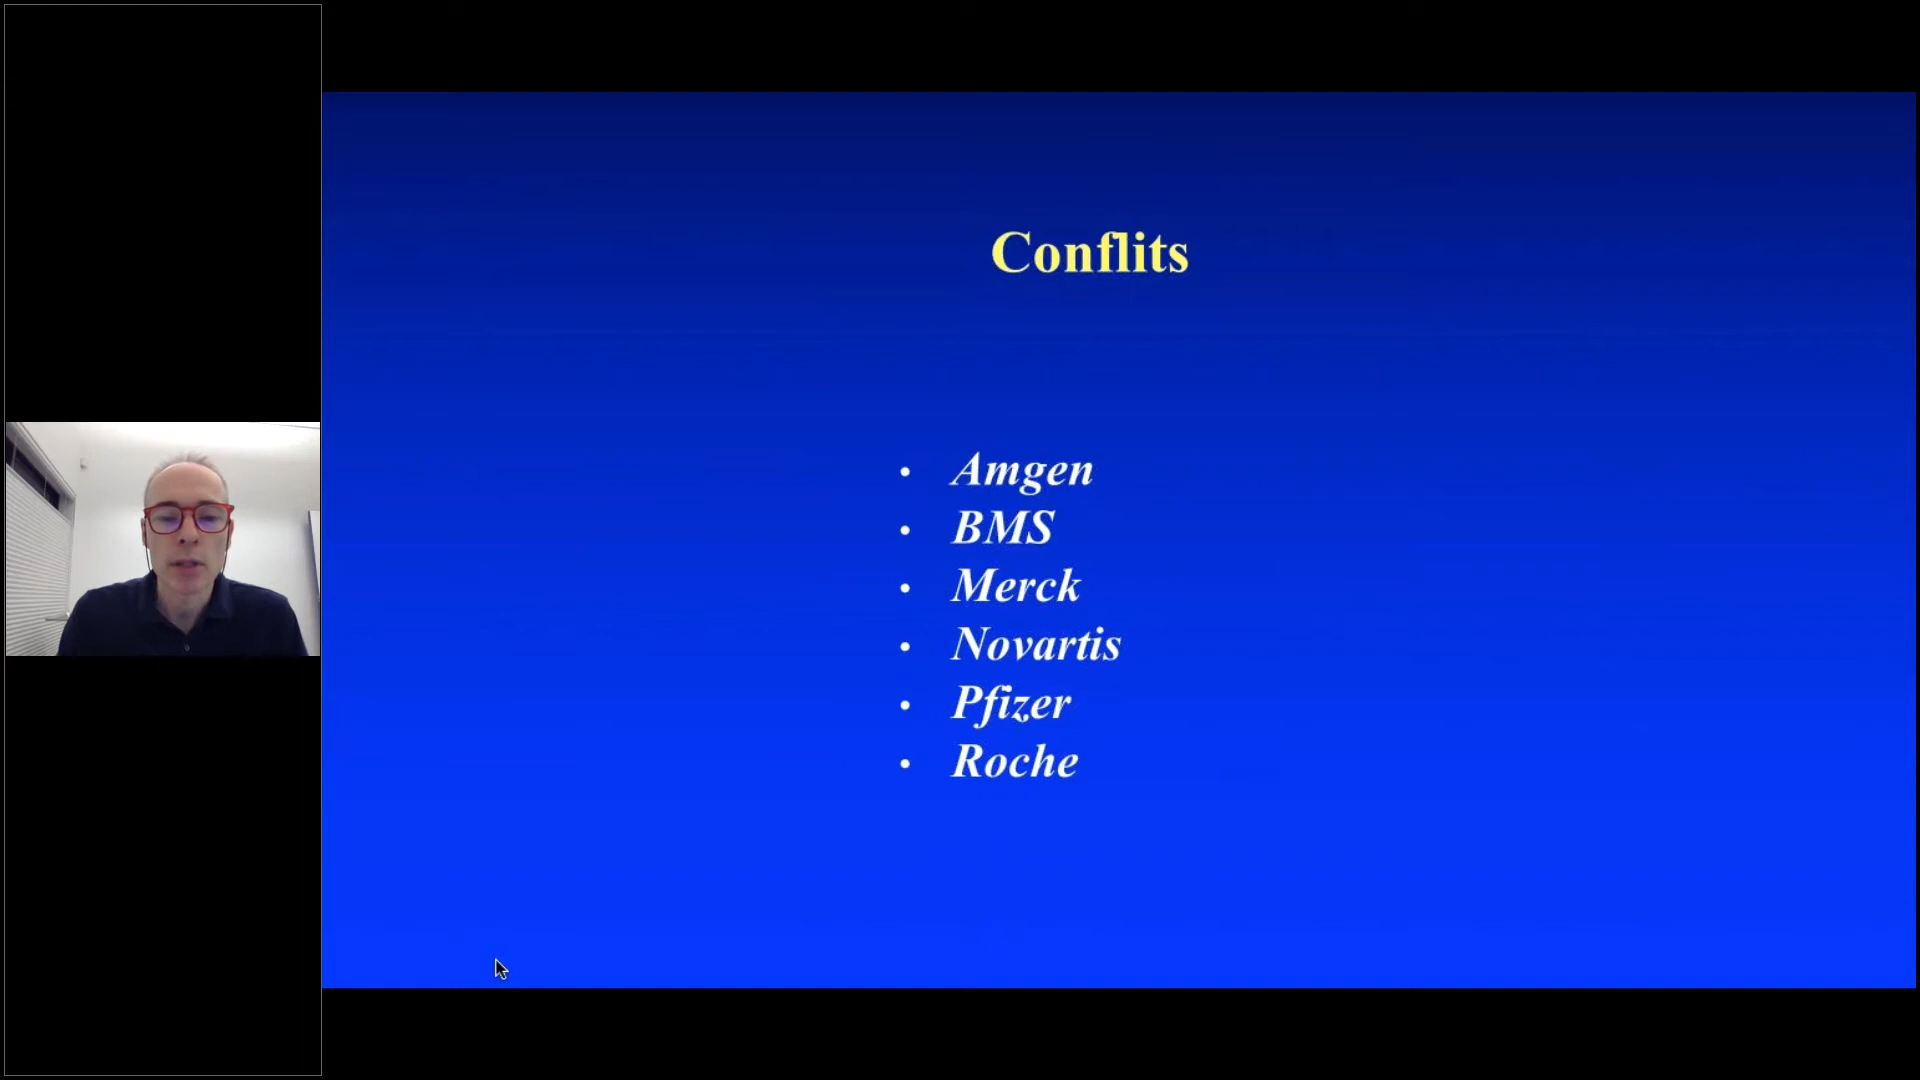 Conflits
• Amgen
• BMS
• Merck
• Novartis
• Pfizer
• Roche